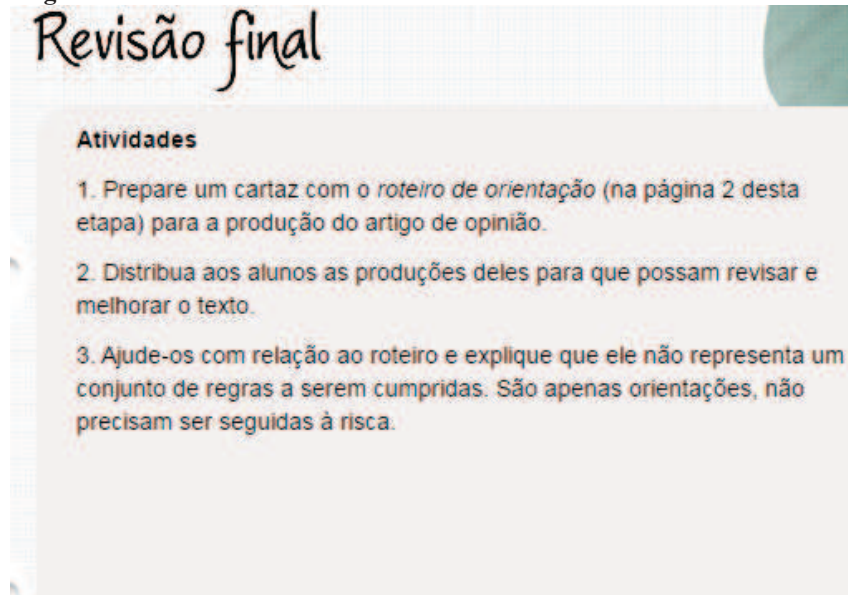 Revisão final
Atividades
1. Prepare um cartaz com o roteiro de orientação (na página 2 desta
etapa) para a produção do artigo de opinião.
2. Distribua aos alunos as produções deles para que possam revisar e
melhorar o texto.
3. Ajude-os com relação ao roteiro e explique que ele não representa um
conjunto de regras a serem cumpridas. São apenas orientações, não
precisam ser seguidas à risca.